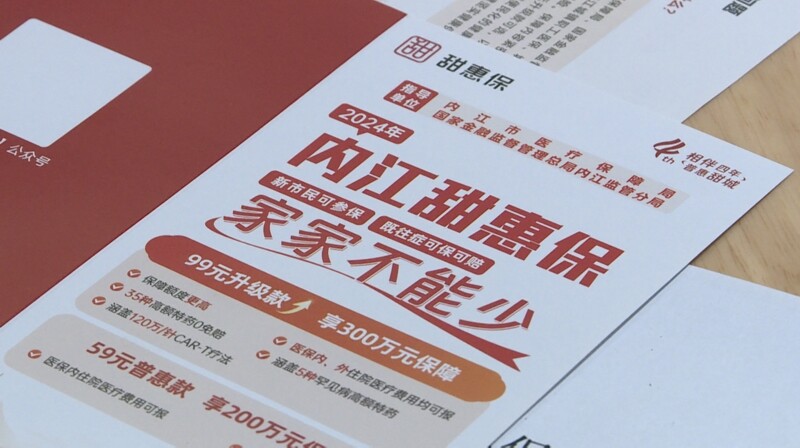 公众号
甜惠保
指导单位
内江市医疗保障局
国家金融监督管理总局内江监管分局
4th
相伴四年、
普惠甜城
2024年
内江甜惠保
新市民可参保
既往症可保可赔
家家不能少
99元升级款
享300万元保障
保障额度更高
35种高额特药0免赔
涵盖120万/针CAR-T疗法
医保内、外住院医疗费用均可报
涵盖5种罕见病高额特药
59元普惠款
享200万元保
医保内住院医疗费用可报